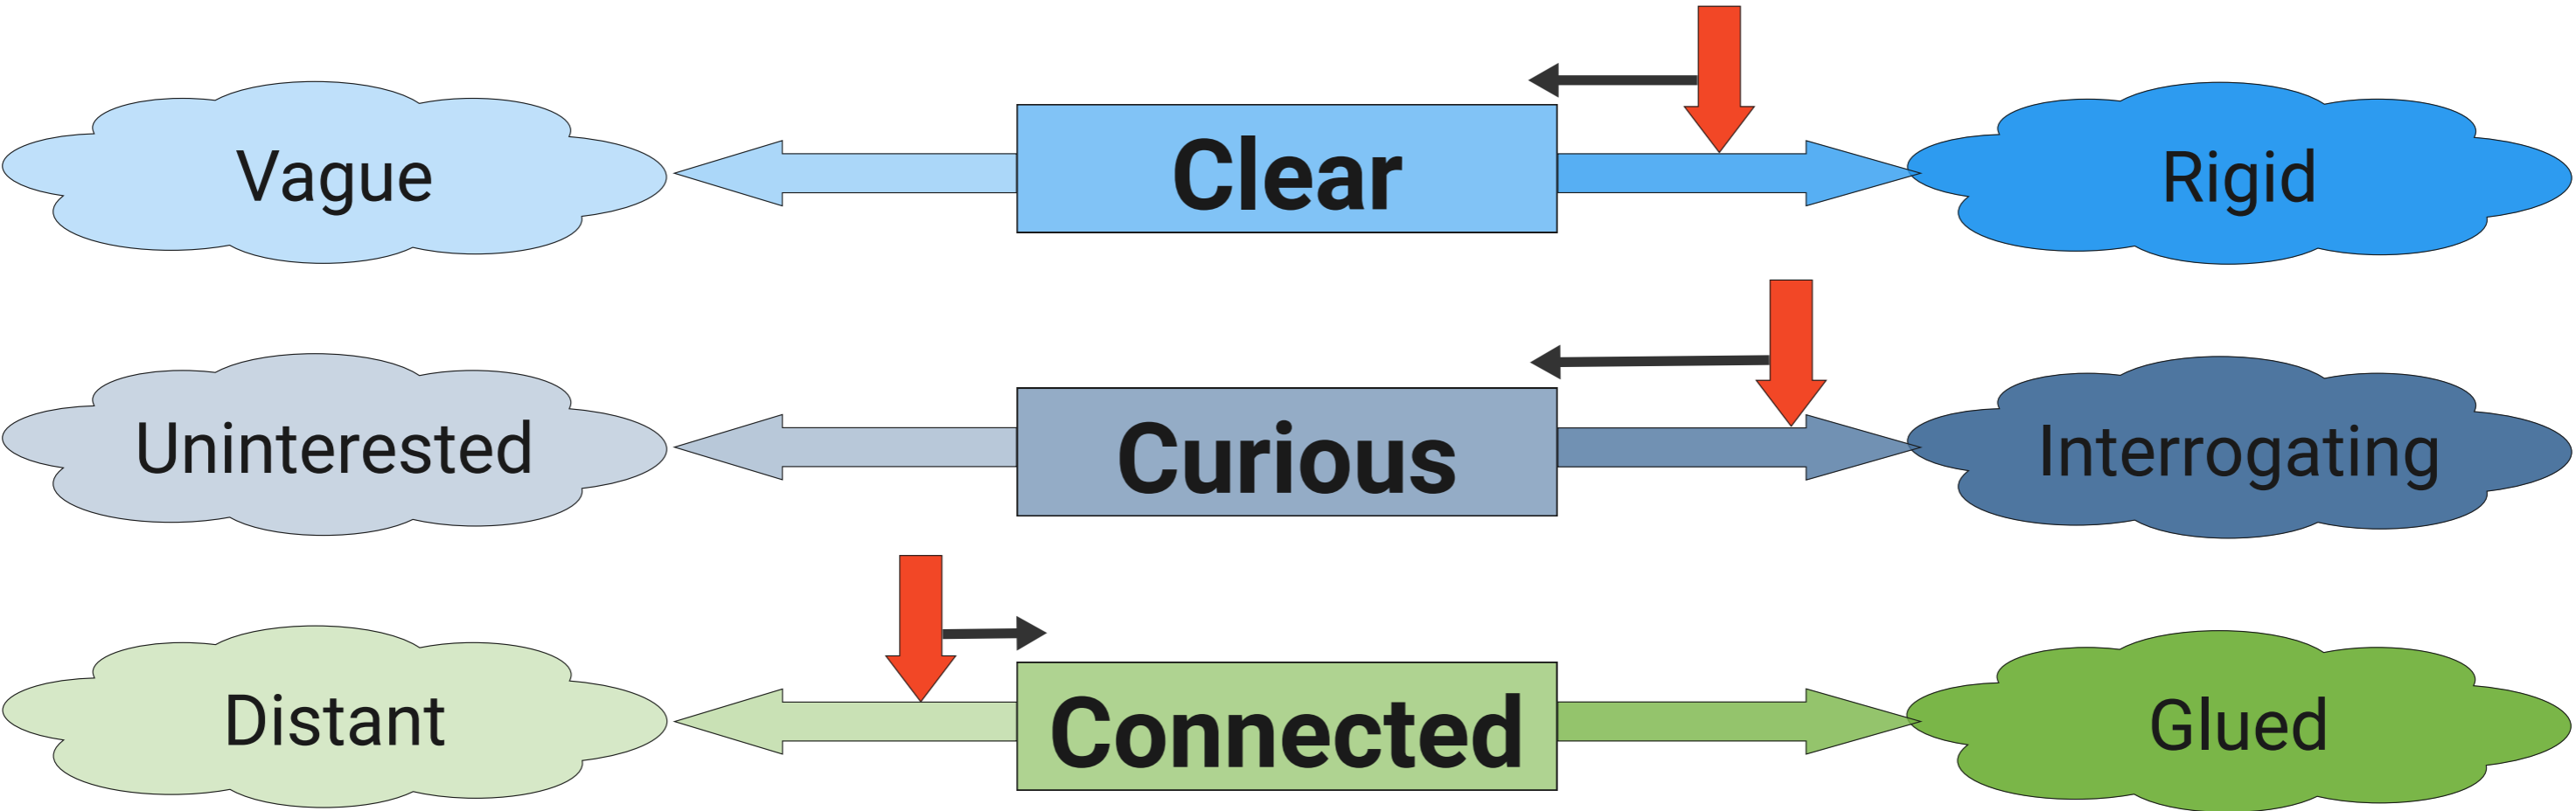 Vague
Clear
Rigid
Uninterested
Curious
Interrogating
Distant
Connected
Glued